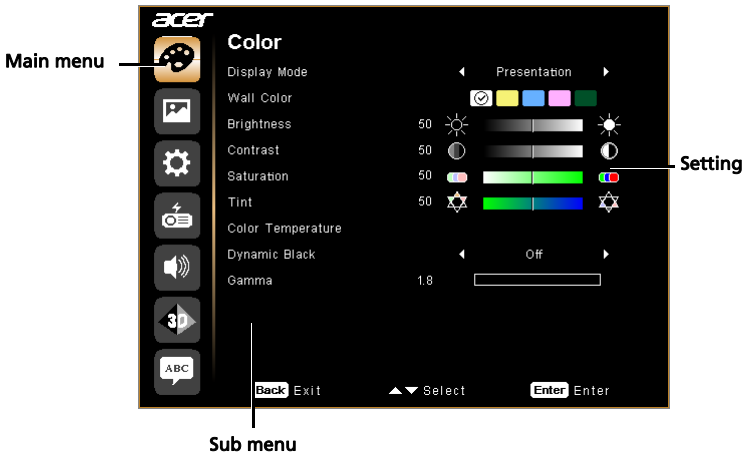 acer
Color
Main menu
Display Mode Presentation
Wall Color
Brightness 50
Contrast 50
Setting
Saturation 50
Tint 50
Color Temperature
Dynamic Black Off
Gamma 1.8
3D
ABC
Back Exit Select Enter Enter
Sub menu